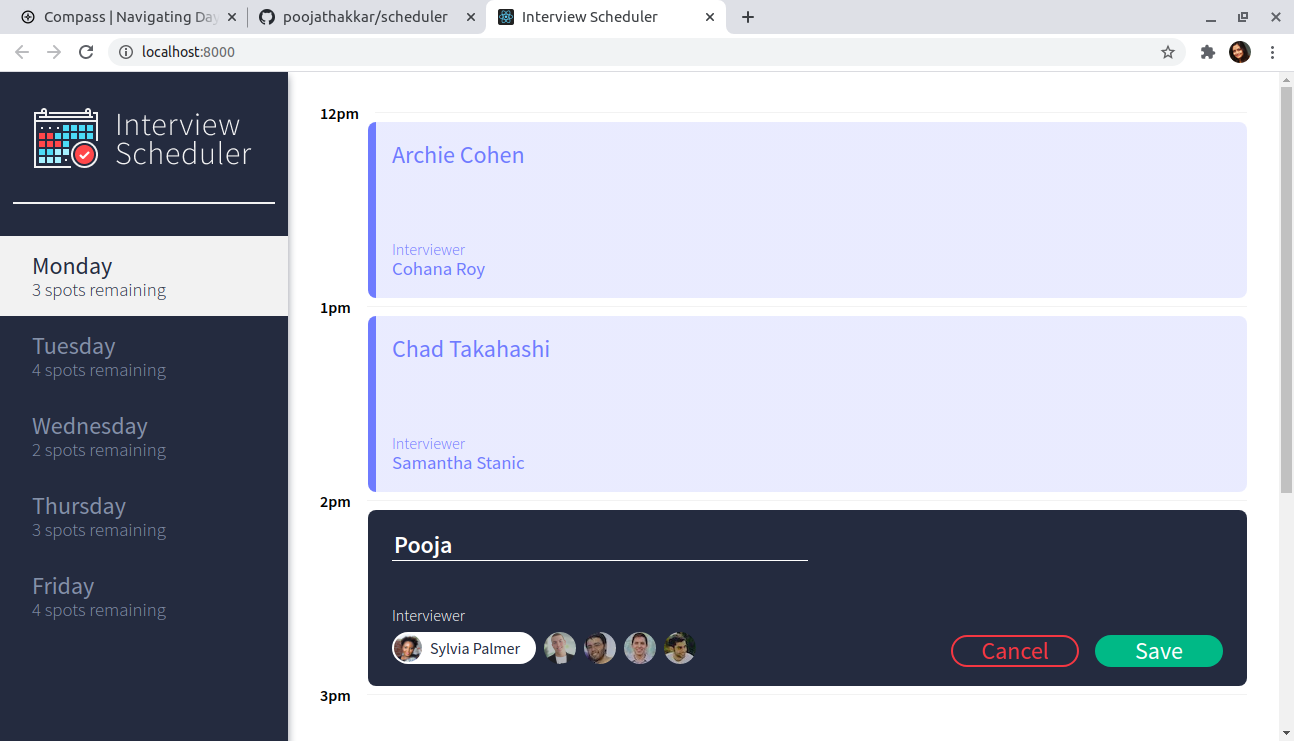 Compass | Navigating Day
poojathakkar/scheduler
Interview Scheduler
localhost:8000
Interview
Scheduler
Monday
3 spots remaining
Tuesday
4 spots remaining
Wednesday
2 spots remaining
Thursday
3 spots remaining
Friday
4 spots remaining
12pm
Archie Cohen
Interviewer
Cohana Roy
1pm
Chad Takahashi
Interviewer
Samantha Stanic
2pm
Pooja
Interviewer
Sylvia Palmer
Cancel
Save
3pm